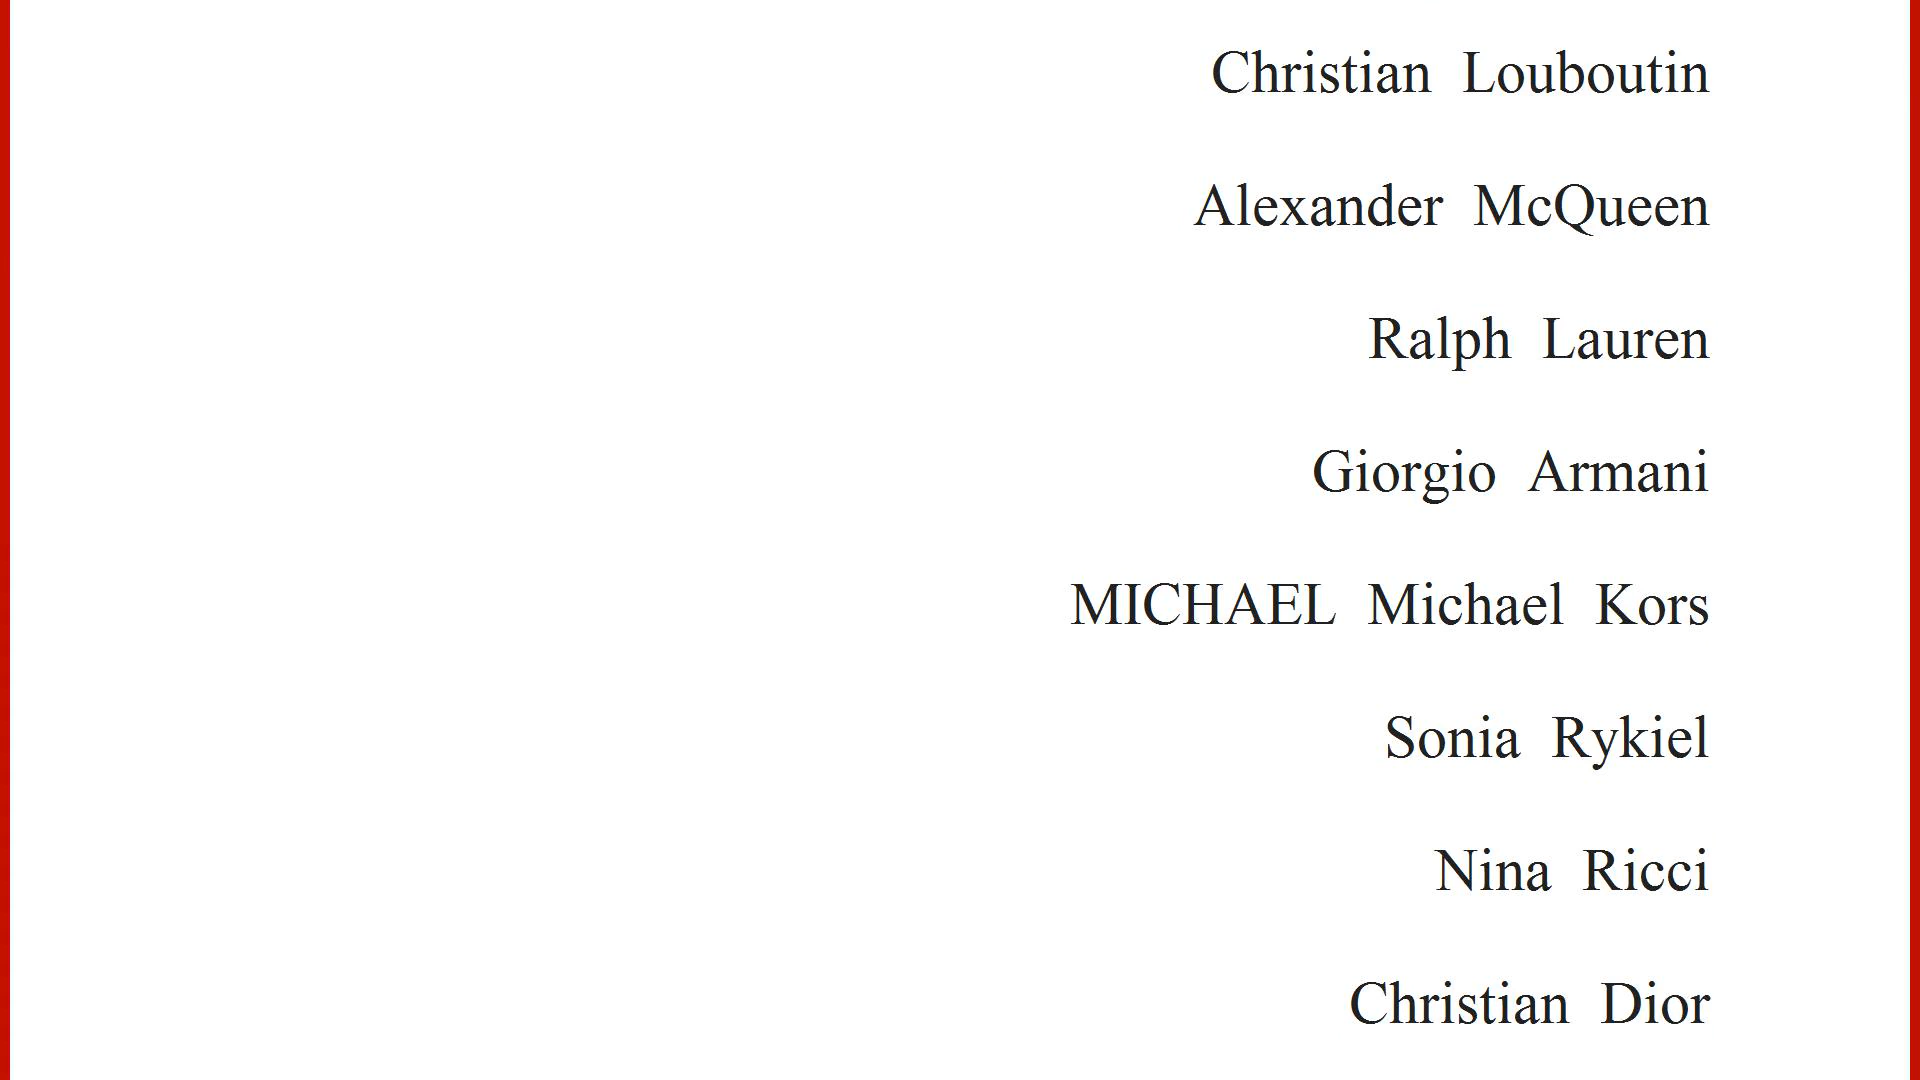 Christian Louboutin
Alexander McQueen
Ralph Lauren
Giorgio Armani
MICHAEL Michael Kors
Sonia Rykiel
Nina Ricci
Christian Dior